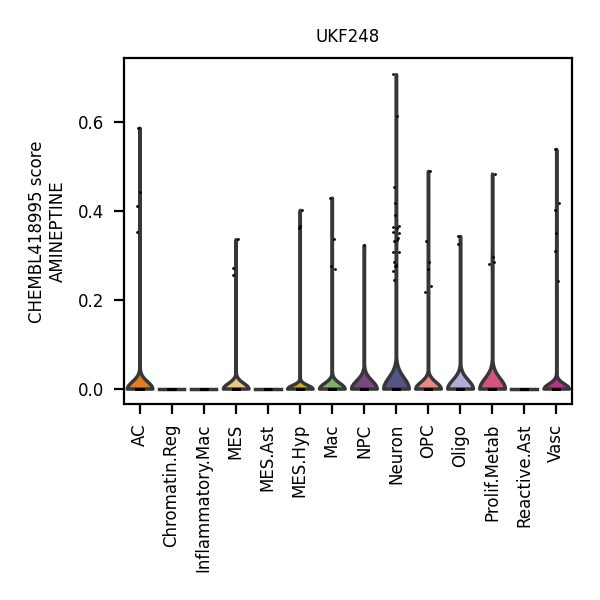 UKF248
CHEMBL418995 score
AMINEPTINE
0.6
0.4
0.2
0.0
AC
Chromatin.Reg
Inflammatory.Mac
MES
MES.Ast
MES.Hyp
Mac
NPC
Neuron
OPC
Oligo
Prolif.Metab
Reactive.Ast
Vasc